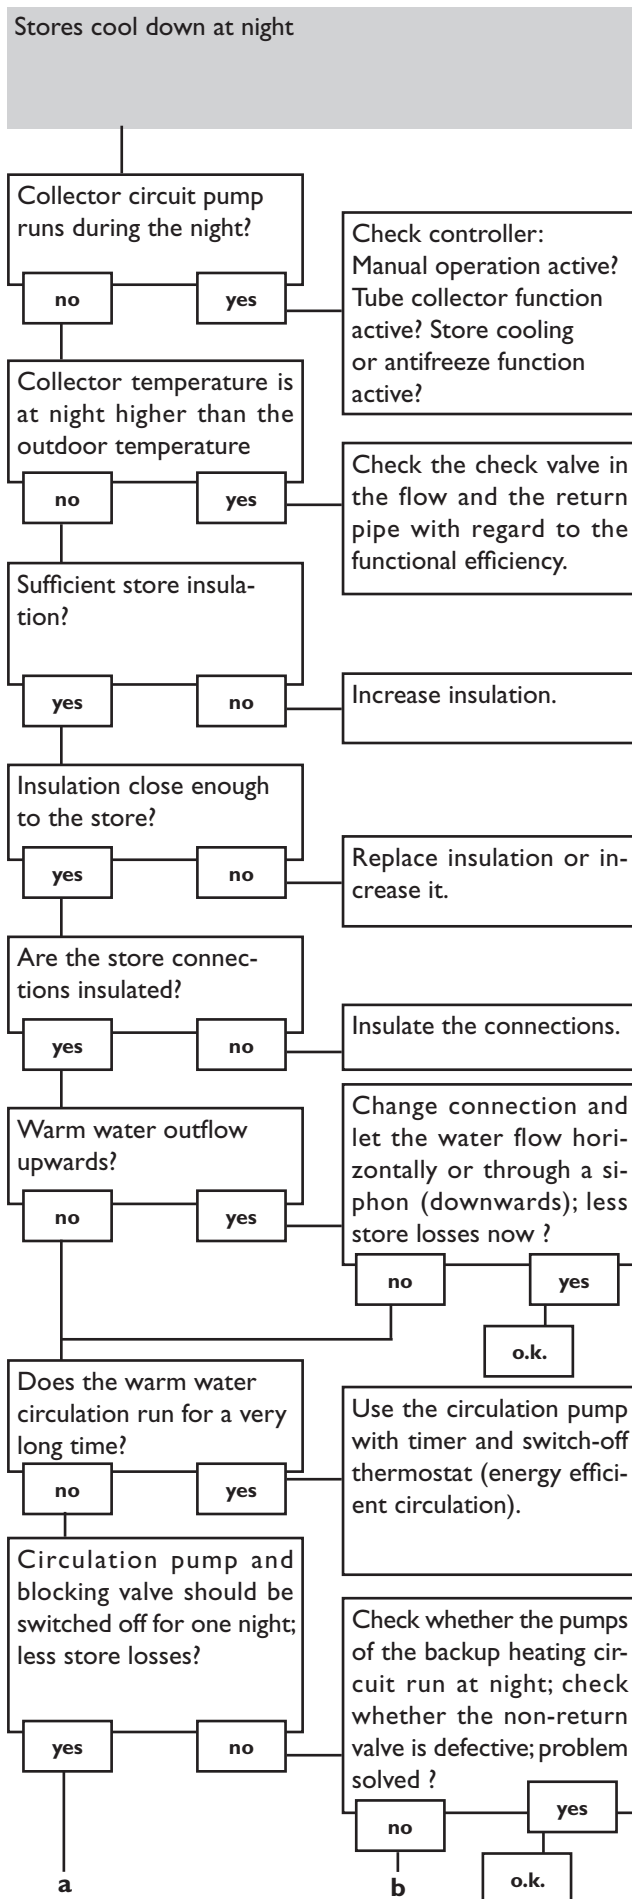 Stores cool down at night
Collector circuit pump
runs during the night?
no
yes
Check controller:
Manual operation active?
Tube collector function
active? Store cooling
or antifreeze function
active?
Collector temperature is
at night higher than the
outdoor temperature
no
yes
Check the check valve in
the flow and the return
pipe with regard to the
functional efficiency.
Sufficient store insula-
tion?
yes
no
Increase insulation.
Insulation close enough
to the store?
yes
no
Replace insulation or in-
crease it.
Are the store connec-
tions insulated?
yes
no
Insulate the connections.
Warm water outflow
upwards?
no
yes
Change connection and
let the water flow hori-
zontally or through a si-
phon (downwards); less
store losses now ?
no
yes
o.k.
Does the warm water
circulation run for a very
long time?
no
yes
Use the circulation pump
with timer and switch-off
thermostat (energy effici-
ent circulation).
Circulation pump and
blocking valve should be
switched off for one night;
less store losses?
yes
no
Check whether the pumps
of the backup heating cir-
cuit run at night; check
whether the non-return
valve is defective; problem
solved ?
no
yes
a
b
o.k.